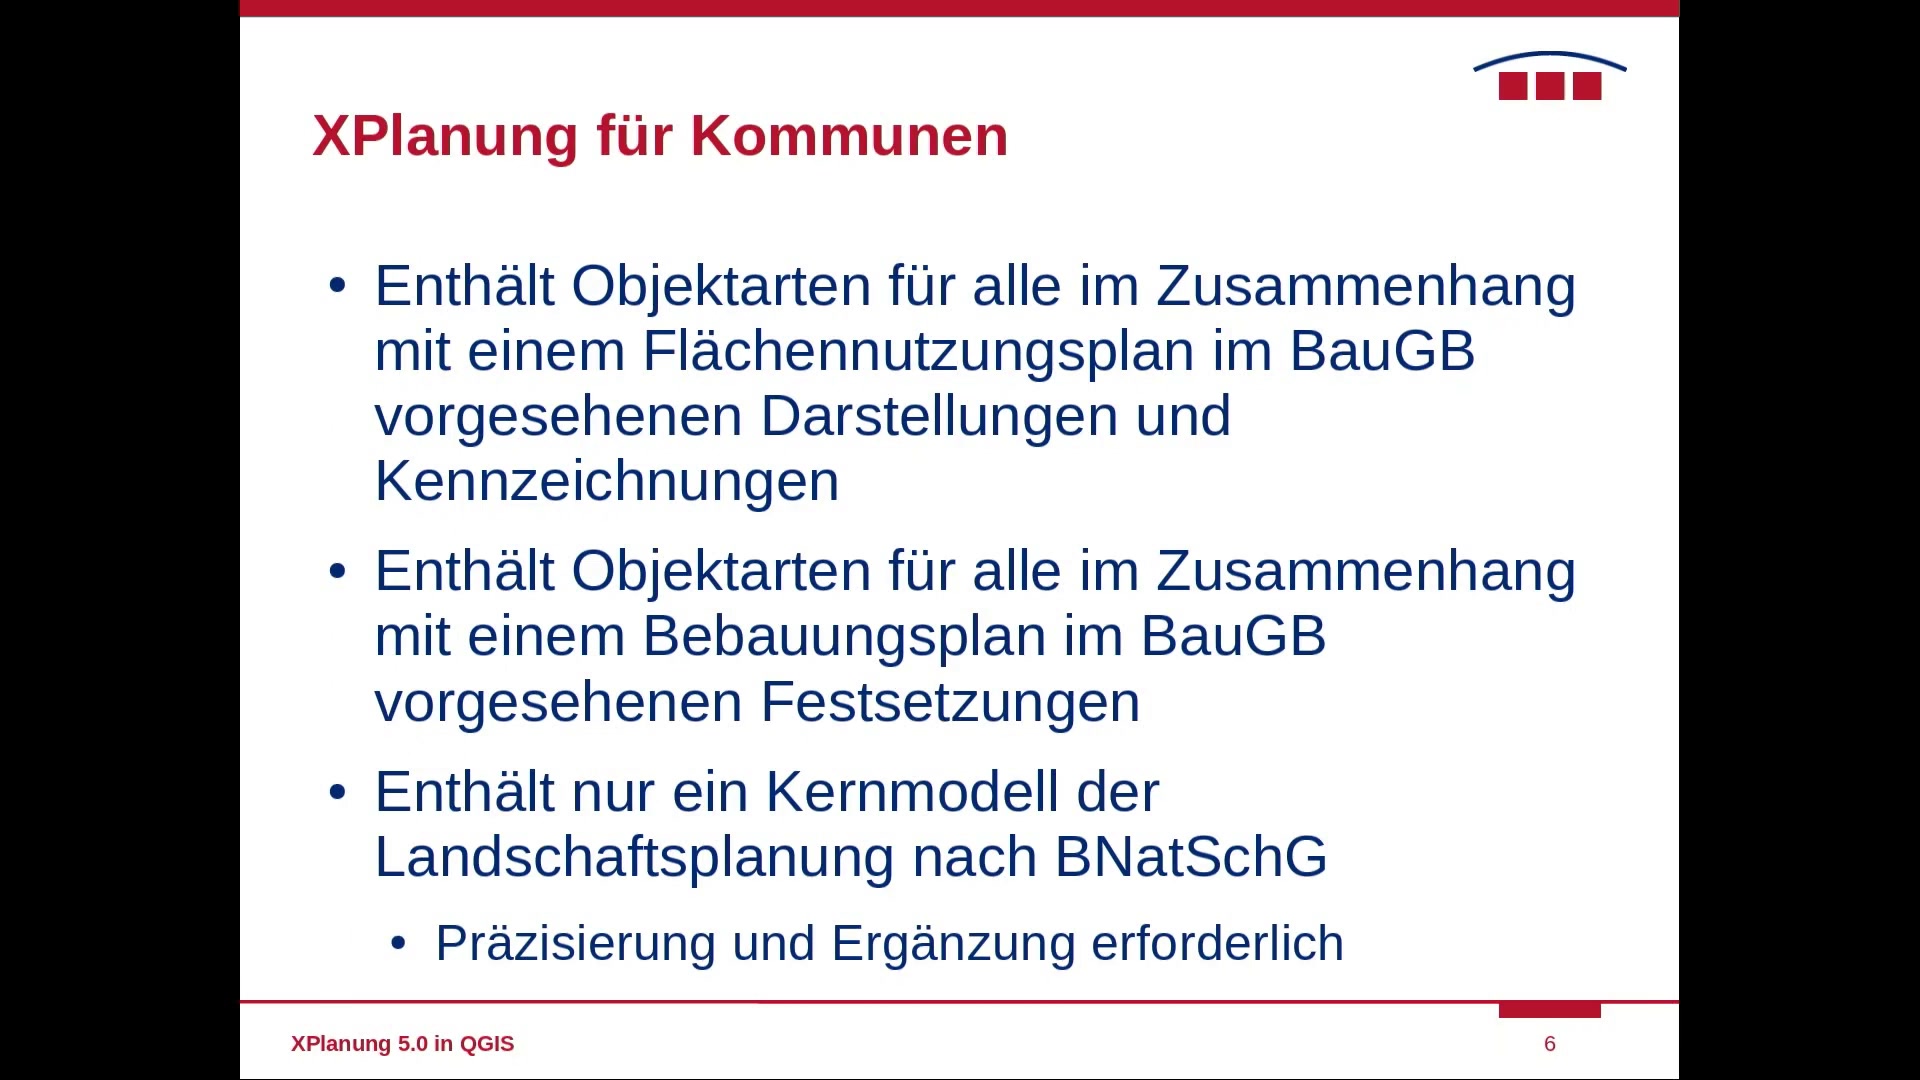 XPlanung für Kommunen
• Enthält Objektarten für alle im Zusammenhang
mit einem Flächennutzungsplan im BauGB
vorgesehenen Darstellungen und
Kennzeichnungen
• Enthält Objektarten für alle im Zusammenhang
mit einem Bebauungsplan im BauGB
vorgesehenen Festsetzungen
• Enthält nur ein Kernmodell der
Landschaftsplanung nach BNatSchG
• Präzisierung und Ergänzung erforderlich
XPlanung 5.0 in QGIS
6